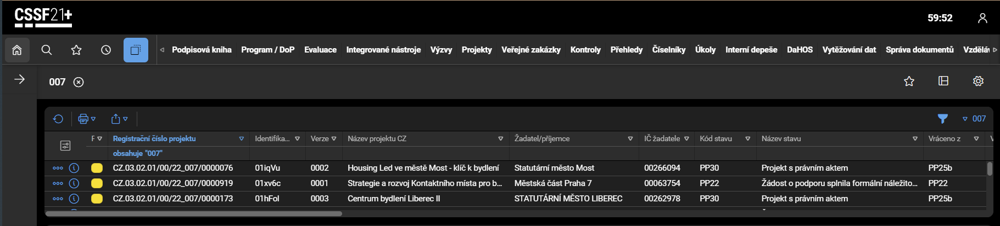 CSSF21+
59:52
Podpisová kniha Program / DoP Evaluace Integrované nástroje Výzvy Projekty Veřejné zakázky Kontroly Přehledy Číselníky Úkoly Interní depeše DaHOS Vytěžování dat Správa dokumentů Vzděláv
007
007
F Registrační číslo projektu Identifika... Verze Název projektu CZ Žadatel/příjemce IČ žadatele Kód stavu Název stavu Vráceno z V
obsahuje "007"
CZ.03.02.01/00/22_007/0000076 01iqVu 0002 Housing Led ve městě Most - klíč k bydlení Statutární město Most 00266094 PP30 Projekt s právním aktem PP25b
CZ.03.02.01/00/22_007/0000919 01xv6c 0001 Strategie a rozvoj Kontaktního místa pro b... Městská část Praha 7 00063754 PP22 Žádost o podporu splnila formální náležito... PP22
CZ.03.02.01/00/22_007/0000173 01hFol 0003 Centrum bydlení Liberec II STATUTÁRNÍ MĚSTO LIBEREC 00262978 PP30 Projekt s právním aktem PP25b